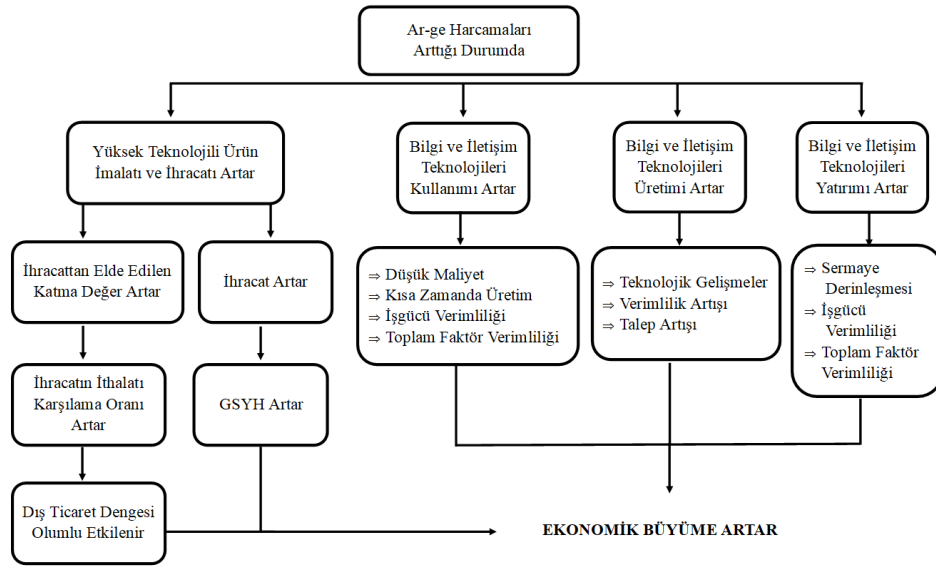 Ar-ge Harcamaları
Arttığı Durumda
Yüksek Teknolojili Ürün
İmalatı ve İhracatı Artar
Bilgi ve İletişim
Teknolojileri
Kullanımı Artar
Bilgi ve İletişim
Teknolojileri
Üretimi Artar
Bilgi ve İletişim
Teknolojileri
Yatırımı Artar
İhracattan Elde Edilen
Katma Değer Artar
İhracat Artar
⇒ Düşük Maliyet
⇒ Kısa Zamanda Üretim
⇒ İşgücü Verimliliği
⇒ Toplam Faktör Verimliliği
⇒ Teknolojik Gelişmeler
⇒ Verimlilik Artışı
⇒ Talep Artışı
⇒ Sermaye
Derinleşmesi
⇒ İşgücü
Verimliliği
⇒ Toplam Faktör
Verimliliği
İhracatın İthalatı
Karşılama Oranı
Artar
GSYH Artar
Dış Ticaret Dengesi
Olumlu Etkilenir
EKONOMİK BÜYÜME ARTAR